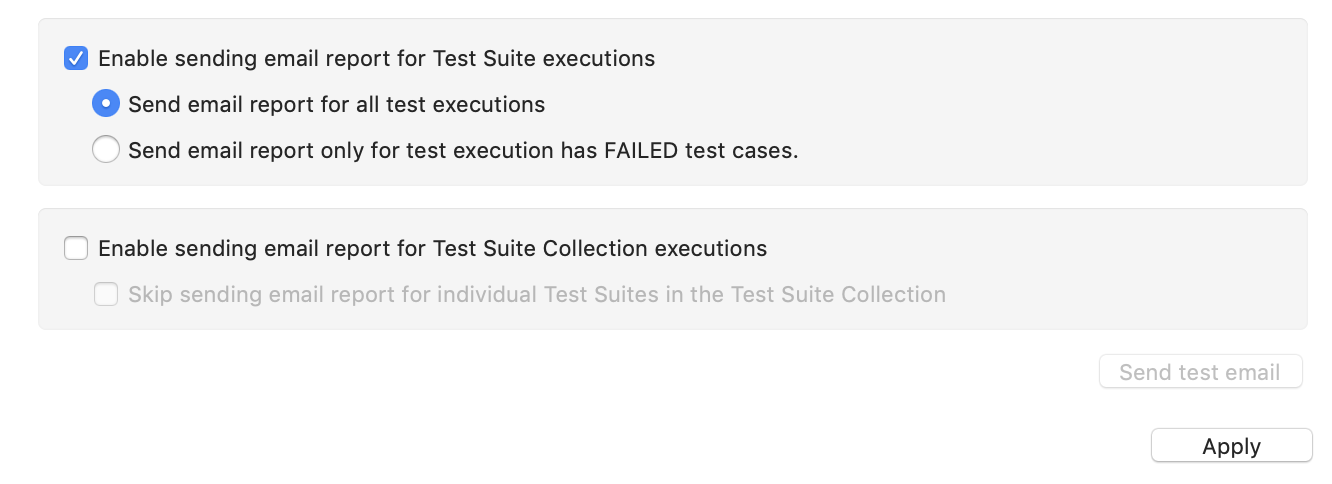 Enable sending email report for Test Suite executions
Send email report for all test executions
Send email report only for test execution has FAILED test cases.
Enable sending email report for Test Suite Collection executions
Skip sending email report for individual Test Suites in the Test Suite Collection
Send test email
Apply